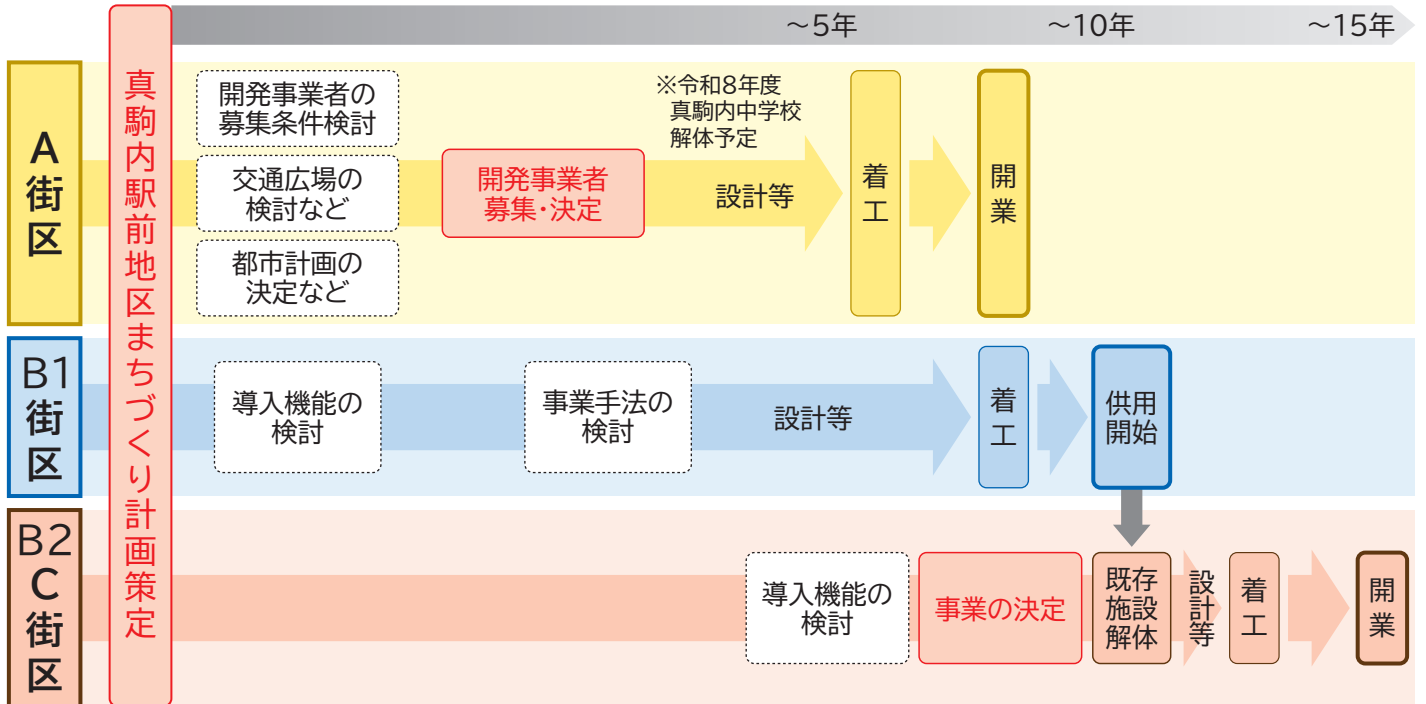 ～5年
～10年
～15年
真駒内駅前地区まちづくり計画策定
A
街
区
開発事業者の
募集条件検討
交通広場の
検討など
都市計画の
決定など
開発事業者
募集・決定
※令和8年度
真駒内中学校
解体予定
設計等
着工
開業
B1
街
区
導入機能の
検討
事業手法の
検討
設計等
着工
供用
開始
B2
C
街
区
導入機能の
検討
事業の決定
既存
施設
解体
設計等
着工
開業